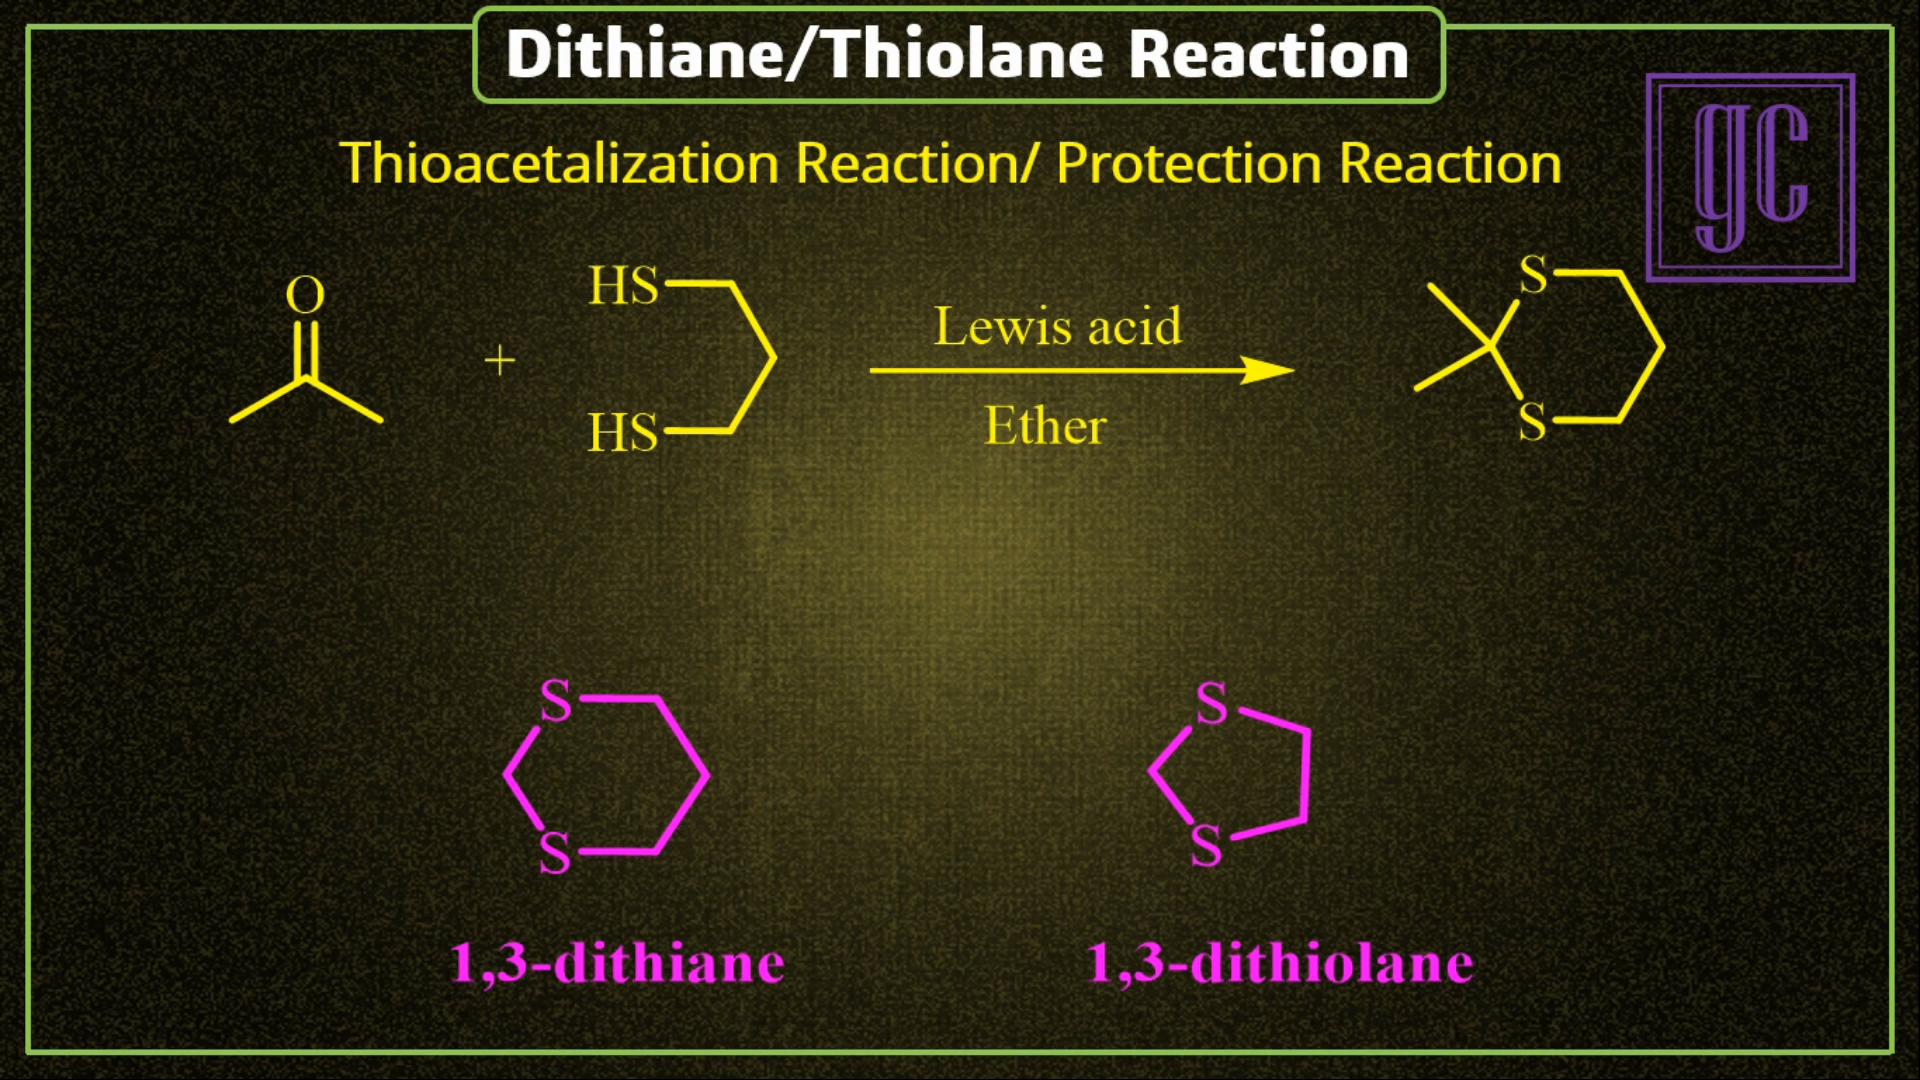 Dithiane/Thiolane Reaction
gc
Thioacetalization Reaction/ Protection Reaction
O
+
HS
HS
Lewis acid
Ether
S
S
S
S
1,3-dithiane
S
S
1,3-dithiolane